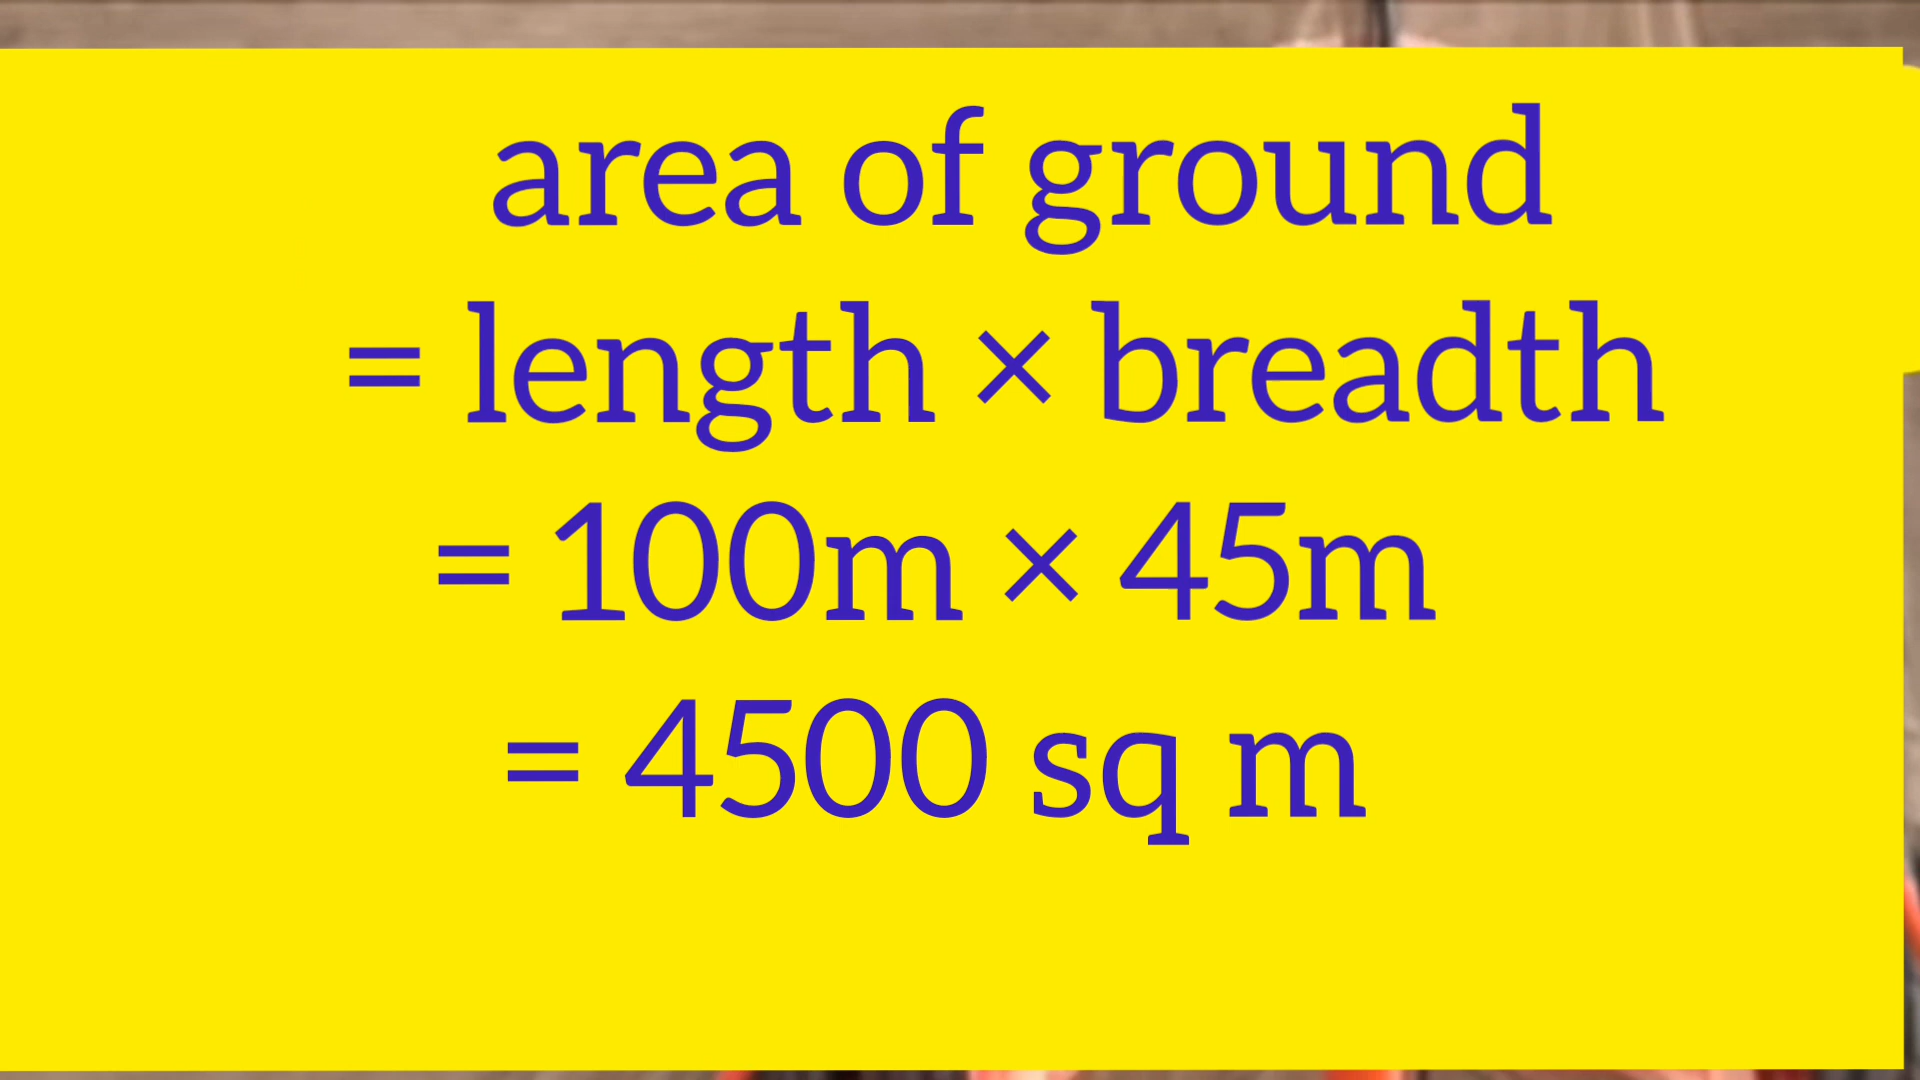 area of ground
= length × breadth
= 100m × 45m
= 4500 sq m